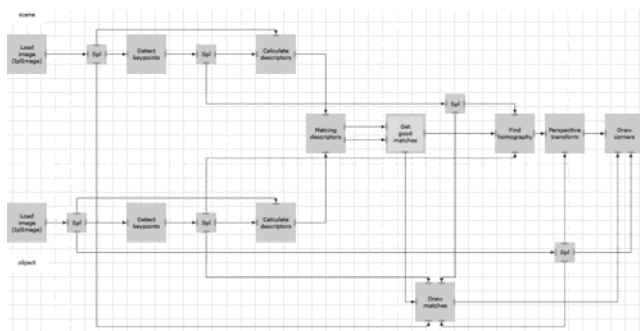 scene
Load
image
(IplImage)
Spl
Detect
keypoints
Spl
Calculate
descriptors
Spl
Matcing
descriptors
Get
good
matches
Find
homography
Perspective
transform
Draw
corners
Load
image
(IplImage)
Spl
Detect
keypoints
Spl
Calculate
descriptors
object
Spl
Draw
matches